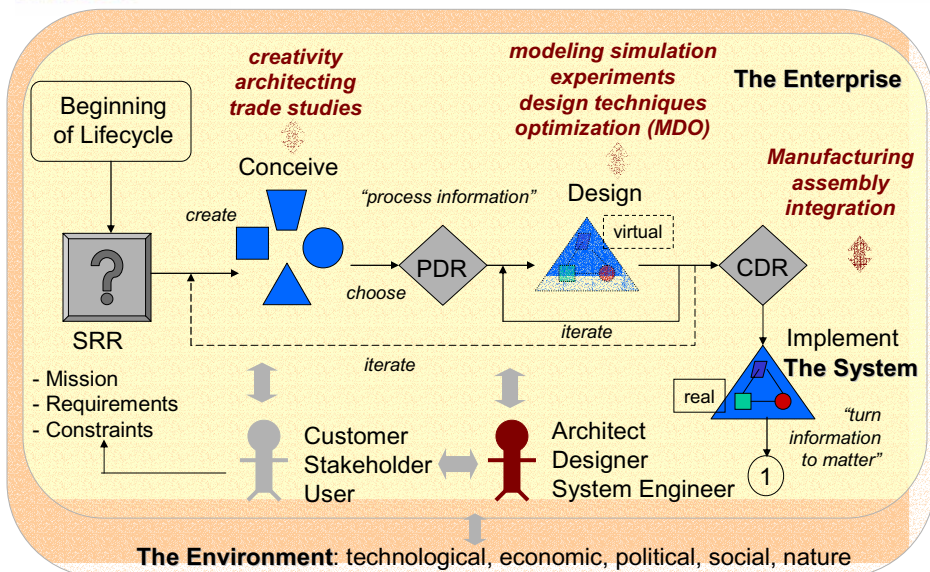 creativity
architecting
trade studies
modeling simulation
experiments
design techniques
optimization (MDO)
The Enterprise
Beginning
of Lifecycle
Manufacturing
assembly
integration
Conceive
“process information”
Design
create
virtual
?
PDR
CDR
choose
SRR
iterate
iterate
Implement
The System
- Mission
- Requirements
- Constraints
real
“turn
information
to matter”
Customer
Stakeholder
User
Architect
Designer
System Engineer
1
The Environment: technological, economic, political, social, nature